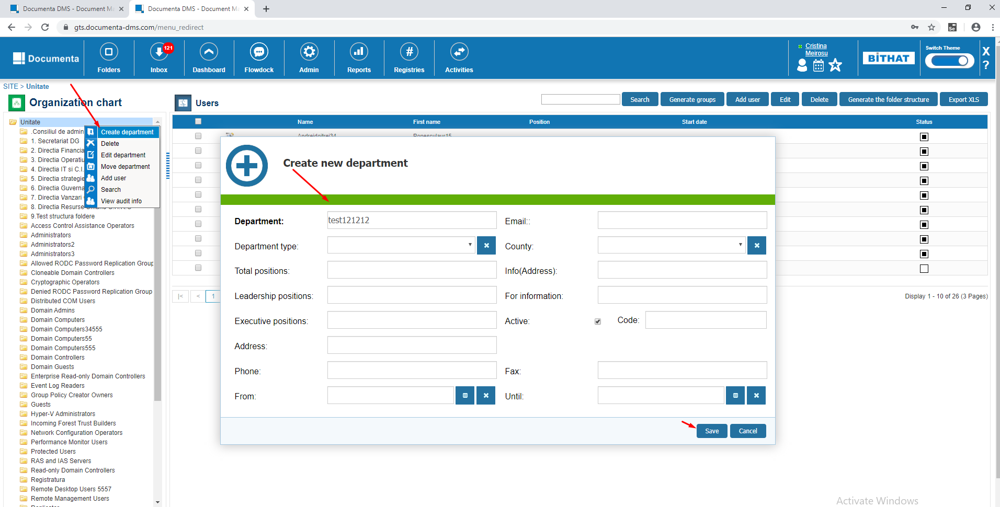 Documenta DMS - Document Ma
Documenta DMS - Document Ma
gts.documenta-dms.com/menu_redirect
Se
Documenta
Folders
121
Inbox
Dashboard
Flowdock
Admin
Reports
#
Registries
Activities
Cristina
Meirosu
BiTHAT
Switch Theme
X
?
SITE > Unitate
Organization chart
Users
Search
Generate groups
Add user
Edit
Delete
Generate the folder structure
Export XLS
Unitate
.Consiliul de admin
1. Secretariat DG
2. Directia Financia
3. Directia Operatiu
4. Directia IT si C.I.
5. Directia strategie
6. Directia Guverna
7. Directia Vanzari
8. Directia Resurse
9.Test structura foldere
Access Control Assistance Operators
Administrators
Administrators2
Administrators3
Allowed RODC Password Replication Group
Cloneable Domain Controllers
Cryptographic Operators
Denied RODC Password Replication Group
Distributed COM Users
Domain Admins
Domain Computers
Domain Computers34555
Domain Computers55
Domain Computers555
Domain Controllers
Domain Guests
Enterprise Read-only Domain Controllers
Event Log Readers
Group Policy Creator Owners
Guests
Hyper-V Administrators
Incoming Forest Trust Builders
Network Configuration Operators
Performance Monitor Users
Protected Users
RAS and IAS Servers
Read-only Domain Controllers
Registratura
Remote Desktop Users 5557
Remote Management Users
Create department
Delete
Edit department
Move department
Add user
Search
View audit info
Name
First name
Position
Start date
Status
Create new department
Department:
test121212
Email::
Department type:
County:
Total positions:
Info(Address):
Leadership positions:
For information:
Executive positions:
Active:
Code:
Address:
Phone:
Fax:
From:
Until:
Save
Cancel
|<
<
1
Display 1 - 10 of 26 (3 Pages)
Activate Windows